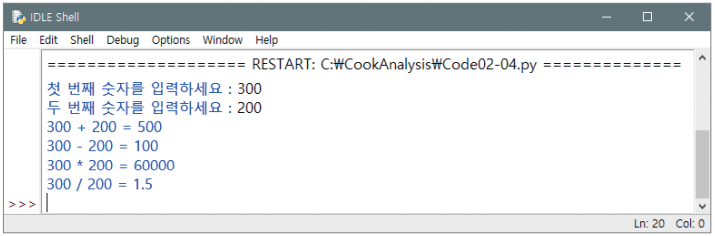 IDLE Shell
File Edit Shell Debug Options Window Help
==================== RESTART: C:₩CookAnalysis₩Code02-04.py ==============
첫 번째 숫자를 입력하세요 : 300
두 번째 숫자를 입력하세요 : 200
300 + 200 = 500
300 - 200 = 100
300 * 200 = 60000
300 / 200 = 1.5
>>>
Ln: 20 Col: 0